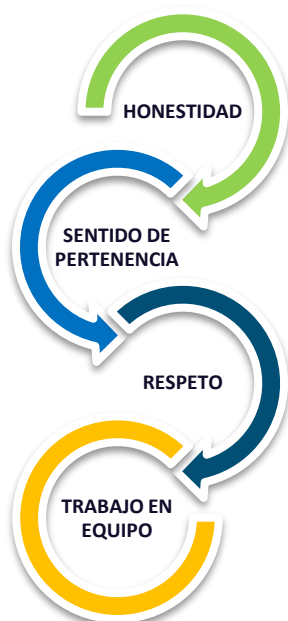 HONESTIDAD
SENTIDO DE
PERTENENCIA
RESPETO
TRABAJO EN
EQUIPO